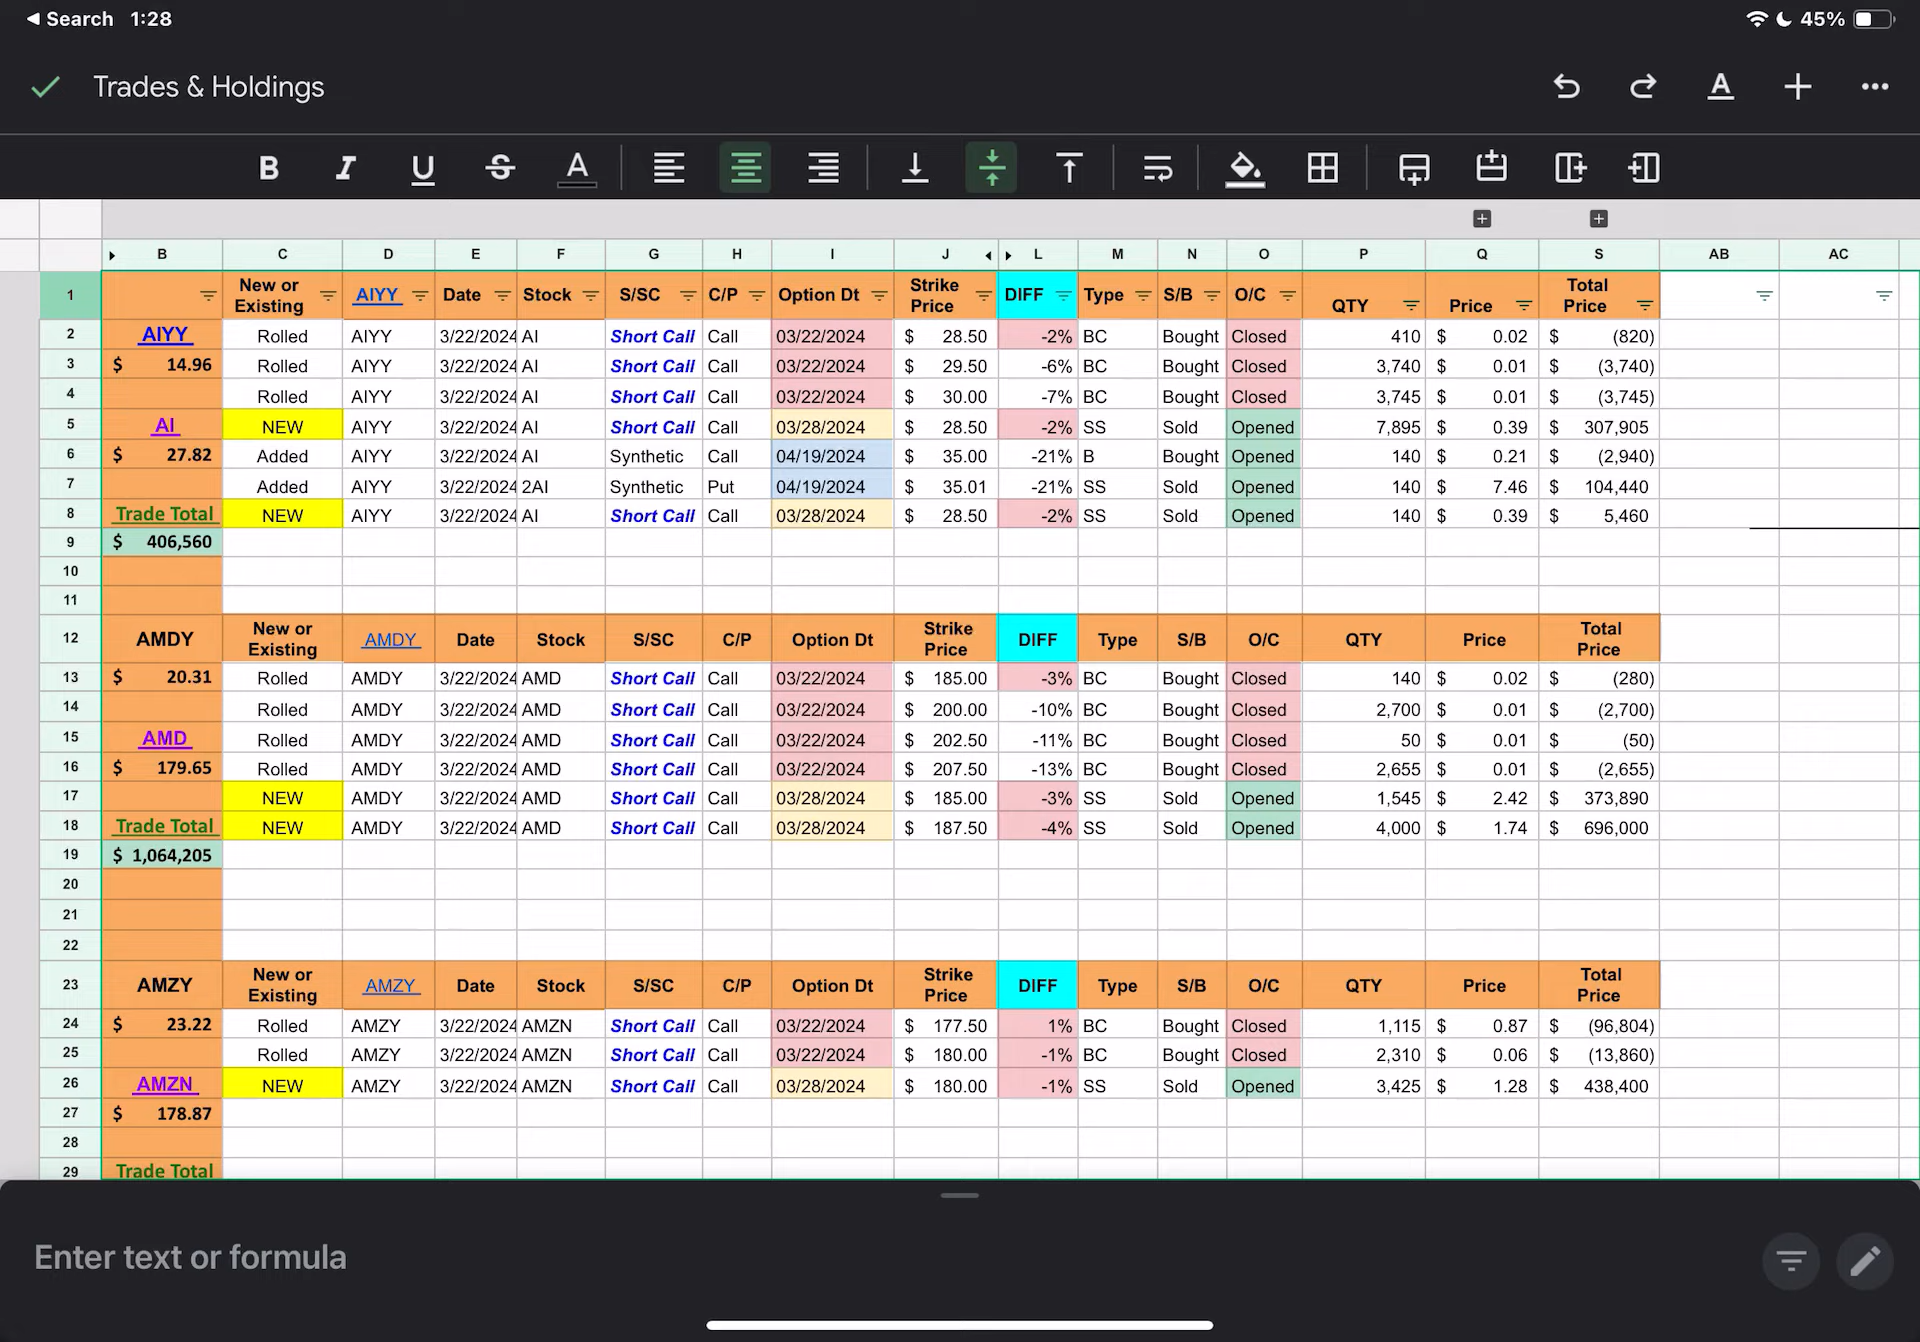 Search 1:28 45%
Trades & Holdings
B I U S A
B C D E F G H I J L M N O P Q S AB AC
1 New or Existing AIYY Date Stock S/SC C/P Option Dt Strike Price DIFF Type S/B O/C QTY Price Total Price
2 AIYY Rolled AIYY 3/22/2024 AI Short Call Call 03/22/2024 $ 28.50 -2% BC Bought Closed 410 $ 0.02 $ (820)
3 $ 14.96 Rolled AIYY 3/22/2024 AI Short Call Call 03/22/2024 $ 29.50 -6% BC Bought Closed 3,740 $ 0.01 $ (3,740)
4 Rolled AIYY 3/22/2024 AI Short Call Call 03/22/2024 $ 30.00 -7% BC Bought Closed 3,745 $ 0.01 $ (3,745)
5 AI NEW AIYY 3/22/2024 AI Short Call Call 03/28/2024 $ 28.50 -2% SS Sold Opened 7,895 $ 0.39 $ 307,905
6 $ 27.82 Added AIYY 3/22/2024 AI Synthetic Call 04/19/2024 $ 35.00 -21% B Bought Opened 140 $ 0.21 $ (2,940)
7 Added AIYY 3/22/2024 2AI Synthetic Put 04/19/2024 $ 35.01 -21% SS Sold Opened 140 $ 7.46 $ 104,440
8 Trade Total NEW AIYY 3/22/2024 AI Short Call Call 03/28/2024 $ 28.50 -2% SS Sold Opened 140 $ 0.39 $ 5,460
9 $ 406,560
10
11
12 AMDY New or Existing AMDY Date Stock S/SC C/P Option Dt Strike Price DIFF Type S/B O/C QTY Price Total Price
13 $ 20.31 Rolled AMDY 3/22/2024 AMD Short Call Call 03/22/2024 $ 185.00 -3% BC Bought Closed 140 $ 0.02 $ (280)
14 Rolled AMDY 3/22/2024 AMD Short Call Call 03/22/2024 $ 200.00 -10% BC Bought Closed 2,700 $ 0.01 $ (2,700)
15 AMD Rolled AMDY 3/22/2024 AMD Short Call Call 03/22/2024 $ 202.50 -11% BC Bought Closed 50 $ 0.01 $ (50)
16 $ 179.65 Rolled AMDY 3/22/2024 AMD Short Call Call 03/22/2024 $ 207.50 -13% BC Bought Closed 2,655 $ 0.01 $ (2,655)
17 NEW AMDY 3/22/2024 AMD Short Call Call 03/28/2024 $ 185.00 -3% SS Sold Opened 1,545 $ 2.42 $ 373,890
18 Trade Total NEW AMDY 3/22/2024 AMD Short Call Call 03/28/2024 $ 187.50 -4% SS Sold Opened 4,000 $ 1.74 $ 696,000
19 $ 1,064,205
20
21
22
23 AMZY New or Existing AMZY Date Stock S/SC C/P Option Dt Strike Price DIFF Type S/B O/C QTY Price Total Price
24 $ 23.22 Rolled AMZY 3/22/2024 AMZN Short Call Call 03/22/2024 $ 177.50 1% BC Bought Closed 1,115 $ 0.87 $ (96,804)
25 Rolled AMZY 3/22/2024 AMZN Short Call Call 03/22/2024 $ 180.00 -1% BC Bought Closed 2,310 $ 0.06 $ (13,860)
26 AMZN NEW AMZY 3/22/2024 AMZN Short Call Call 03/28/2024 $ 180.00 -1% SS Sold Opened 3,425 $ 1.28 $ 438,400
27 $ 178.87
28
29 Trade Total
Enter text or formula